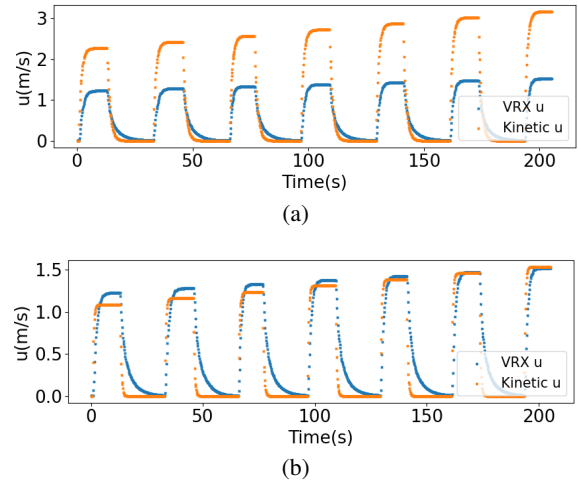 3
2
1
0
u(m/s)
VRX u
Kinetic u
0 50 100 150 200
Time(s)
(a)
1.5
1.0
0.5
0.0
u(m/s)
VRX u
Kinetic u
0 50 100 150 200
Time(s)
(b)